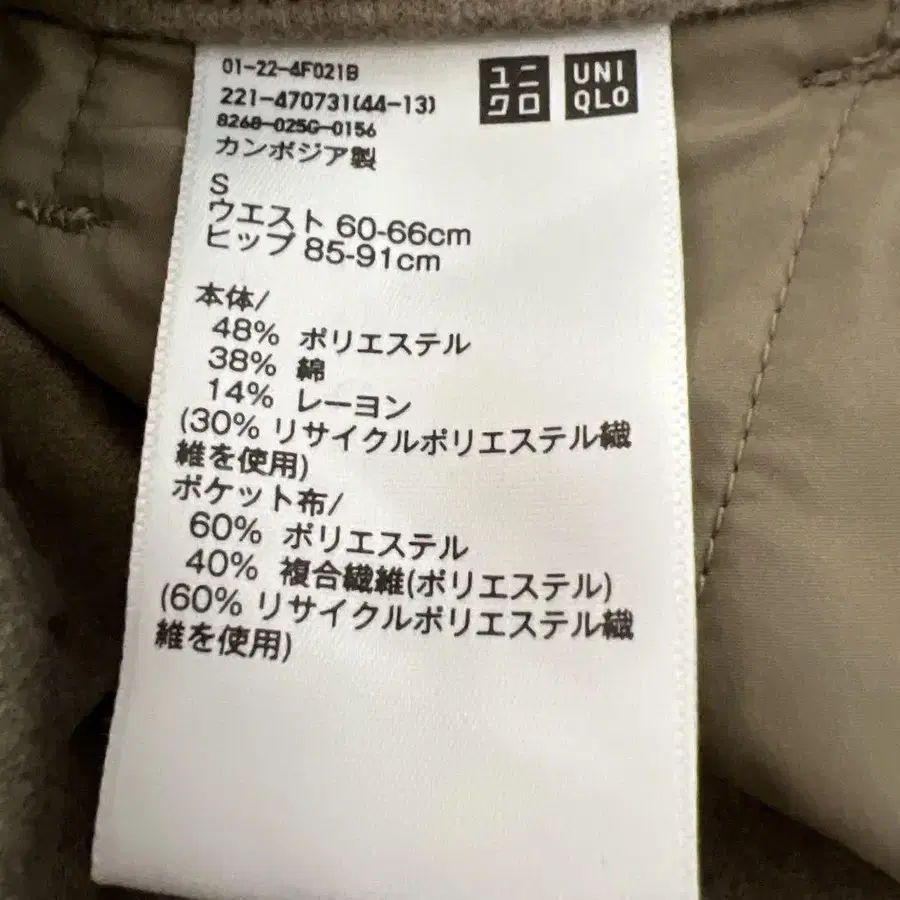 01-22-4F021B
221-470731(44-13)
8268-025G-0156
カンボジア製
ユニ
クロ
UNI
QLO
S
ウエスト 60-66cm
ヒップ 85-91cm
本体/
48% ポリエステル
38% 綿
14% レーヨン
(30% リサイクルポリエステル繊
維を使用)
ポケット布/
60% ポリエステル
40% 複合繊維(ポリエステル)
(60% リサイクルポリエステル繊
維を使用)